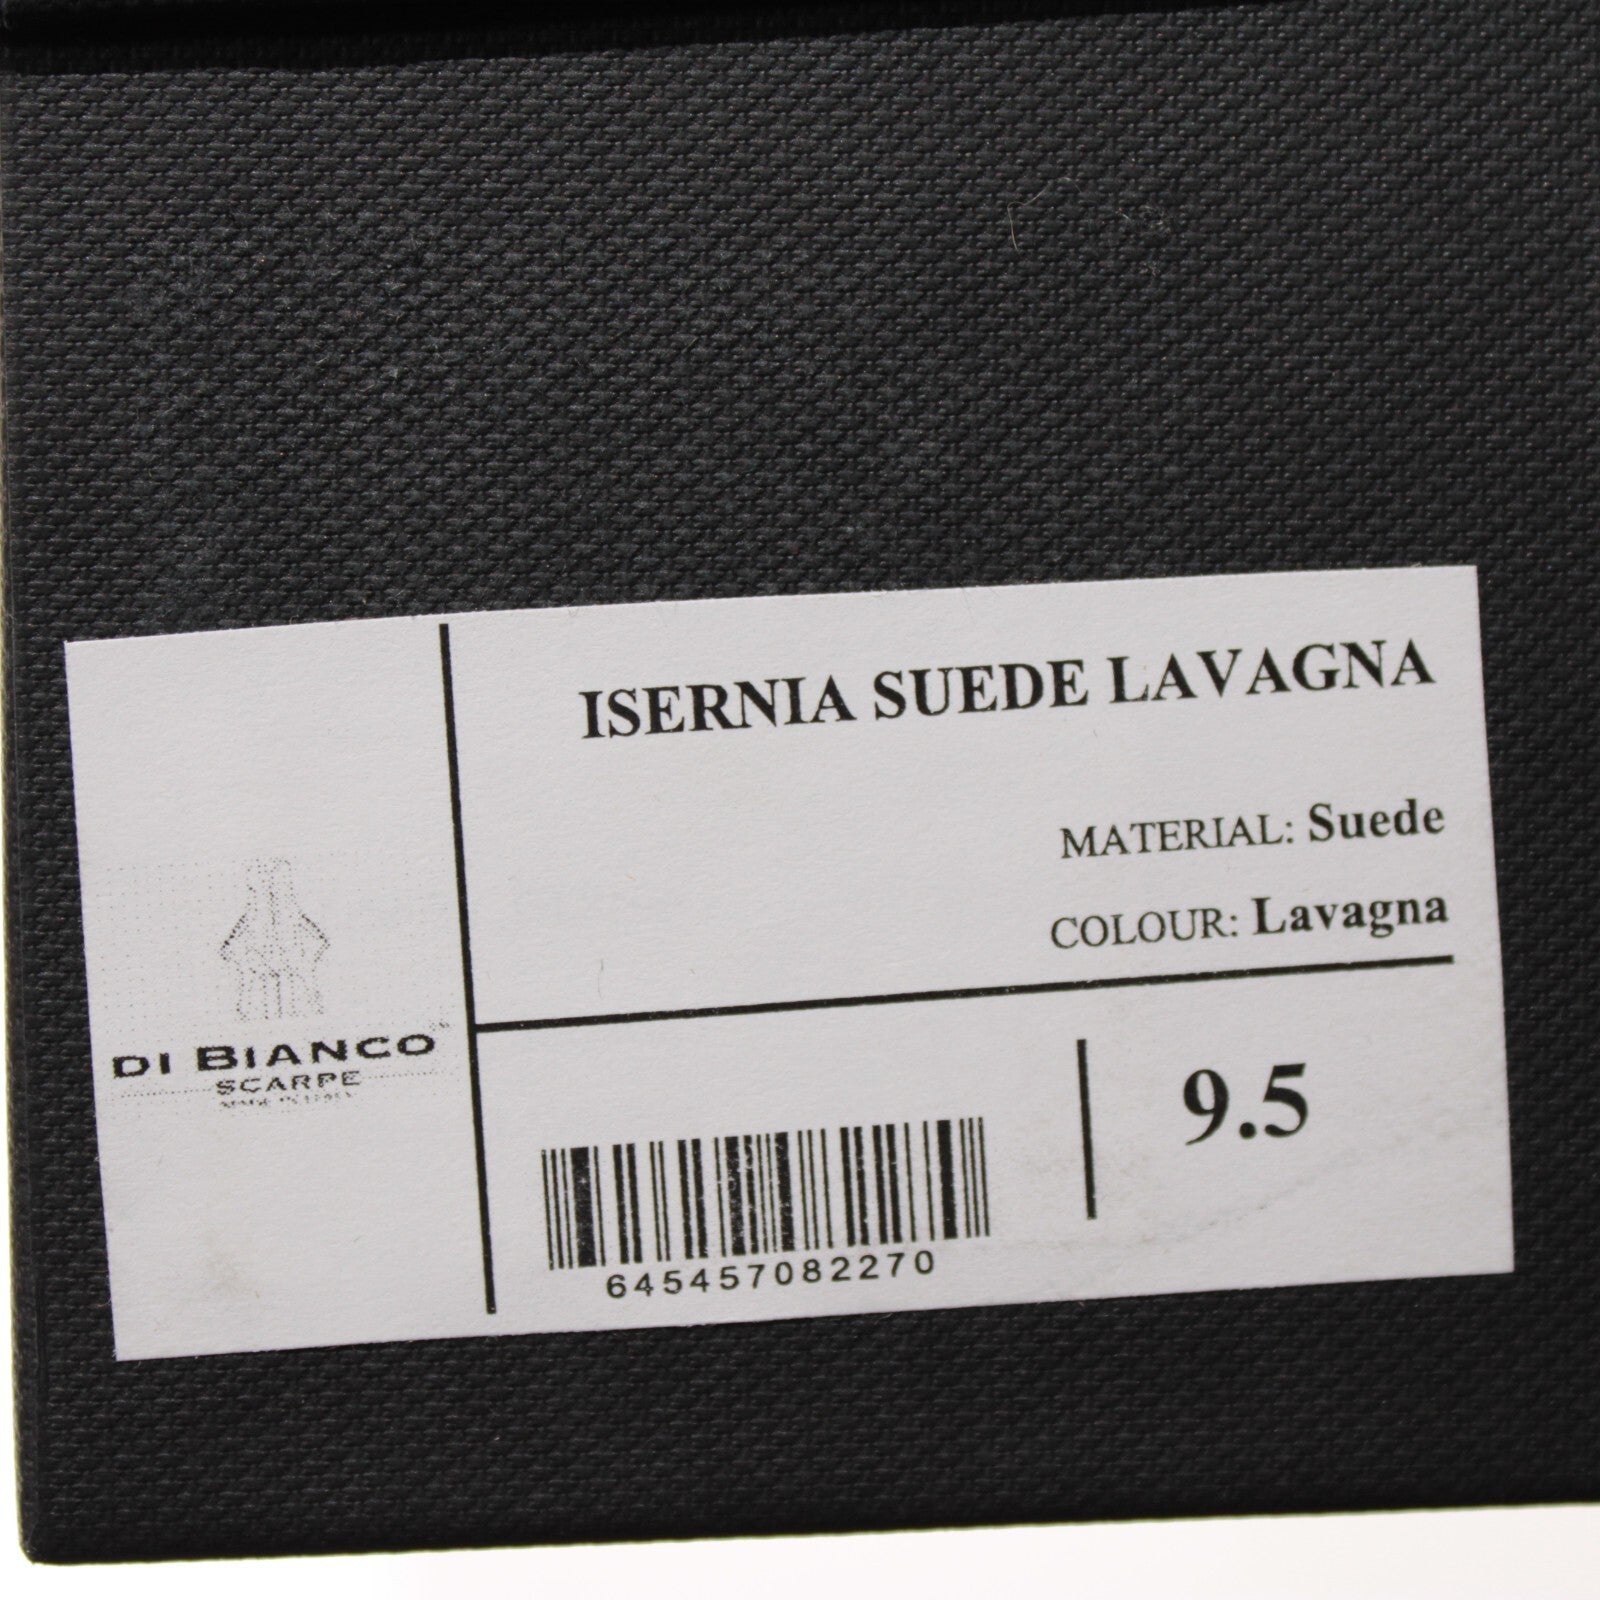 ISERNIA SUEDE LAVAGNA
MATERIAL: Suede
COLOUR: Lavagna
DI BIANCO
SCARPE
645457082270
9.5